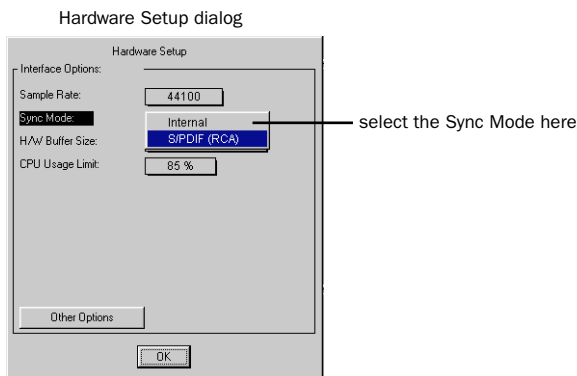 Hardware Setup dialog
Hardware Setup
Interface Options:
Sample Rate: 44100
Sync Mode: Internal
select the Sync Mode here
S/PDIF (RCA)
H/W Buffer Size:
CPU Usage Limit: 85 %
Other Options
OK